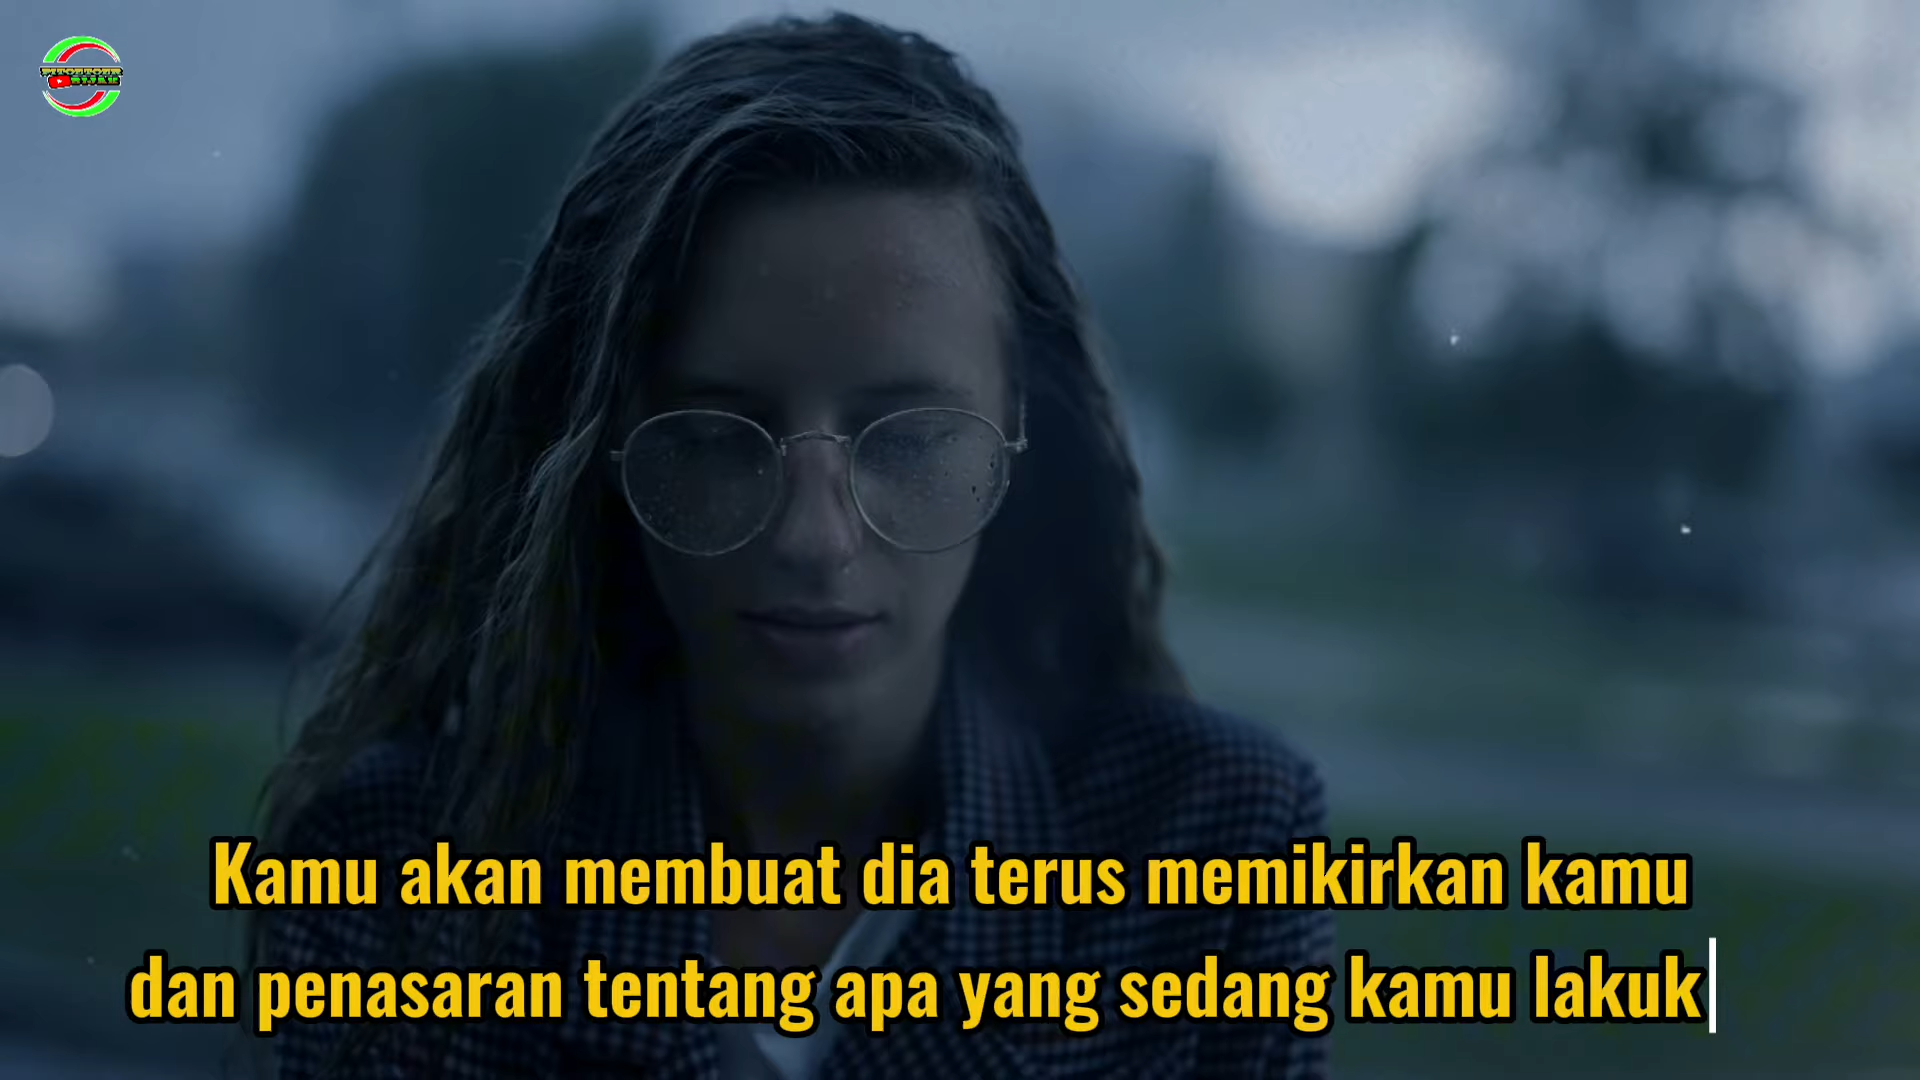 Kamu akan membuat dia terus memikirkan kamu
dan penasaran tentang apa yang sedang kamu lakuk